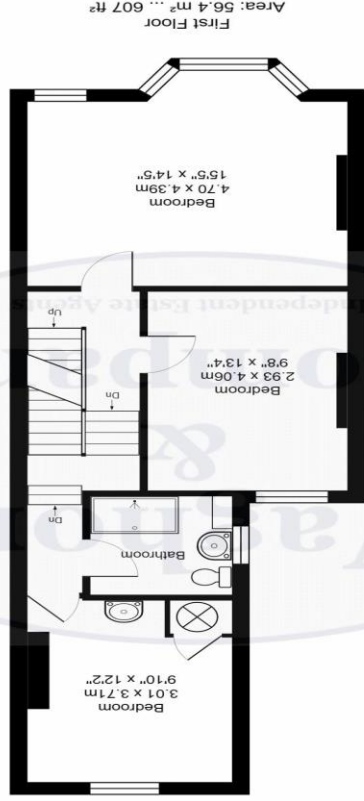 First Floor
Area: 56.4 m² ... 607 ft²
Bedroom
4.70 x 4.39m
15'5" x 14'5"
Independent Estate Agents
Up
Bedroom
2.93 x 4.06m
9'8" x 13'4"
Dn
&
Dn
Bathroom
Bedroom
3.01 x 3.71m
9'10" x 12'2"